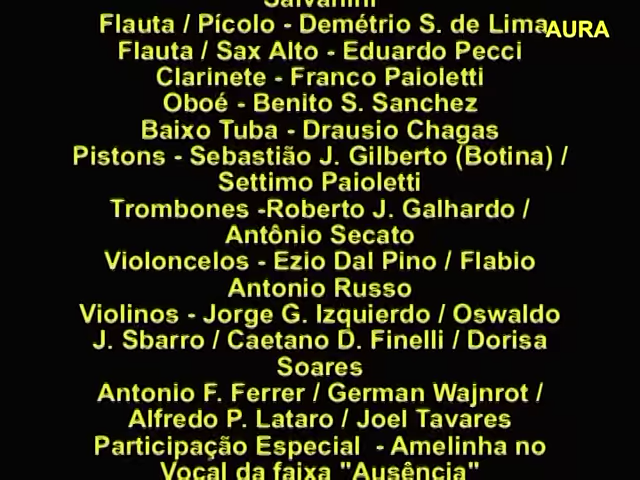 Salvanini
Flauta / Pícolo - Demétrio S. de Lima
AURA
Flauta / Sax Alto - Eduardo Pecci
Clarinete - Franco Paioletti
Oboé - Benito S. Sanchez
Baixo Tuba - Drausio Chagas
Pistons - Sebastião J. Gilberto (Botina) /
Settimo Paioletti
Trombones -Roberto J. Galhardo /
Antônio Secato
Violoncelos - Ezio Dal Pino / Flabio
Antonio Russo
Violinos - Jorge G. Izquierdo / Oswaldo
J. Sbarro / Caetano D. Finelli / Dorisa
Soares
Antonio F. Ferrer / German Wajnrot /
Alfredo P. Lataro / Joel Tavares
Participação Especial - Amelinha no
Vocal da faixa "Ausência"